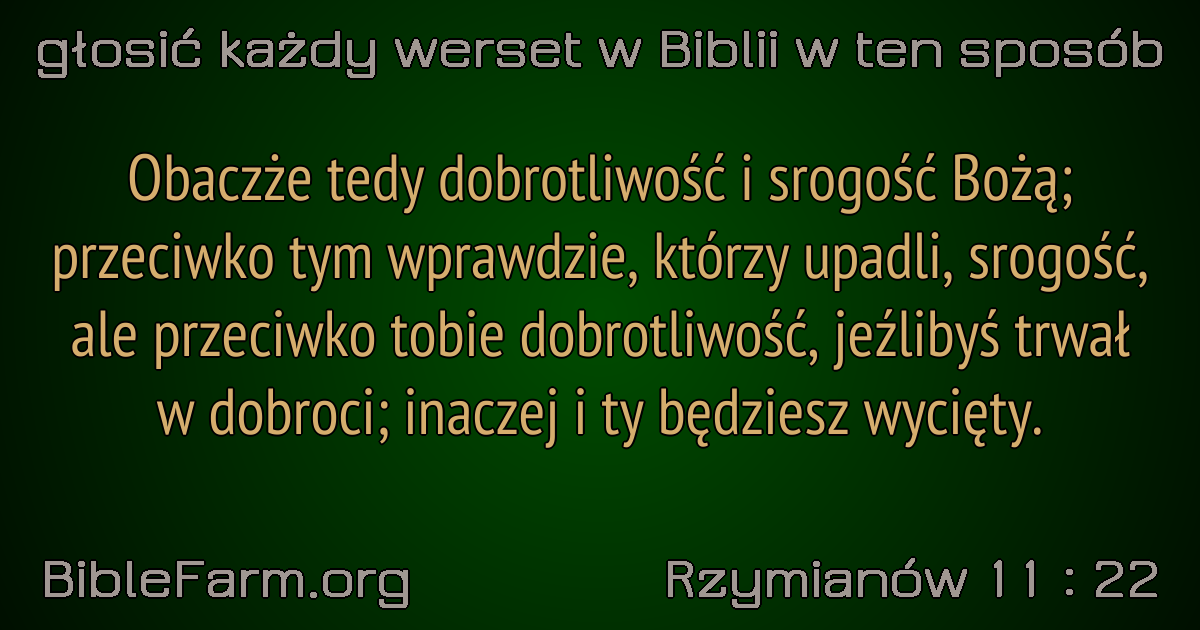 głosić każdy werset w Biblii w ten sposób
Obaczże tedy dobrotliwość i srogość Bożą;
przeciwko tym wprawdzie, którzy upadli, srogość,
ale przeciwko tobie dobrotliwość, jeźlibyś trwał
w dobroci; inaczej i ty będziesz wycięty.
BibleFarm.org
Rzymianów 11 : 22